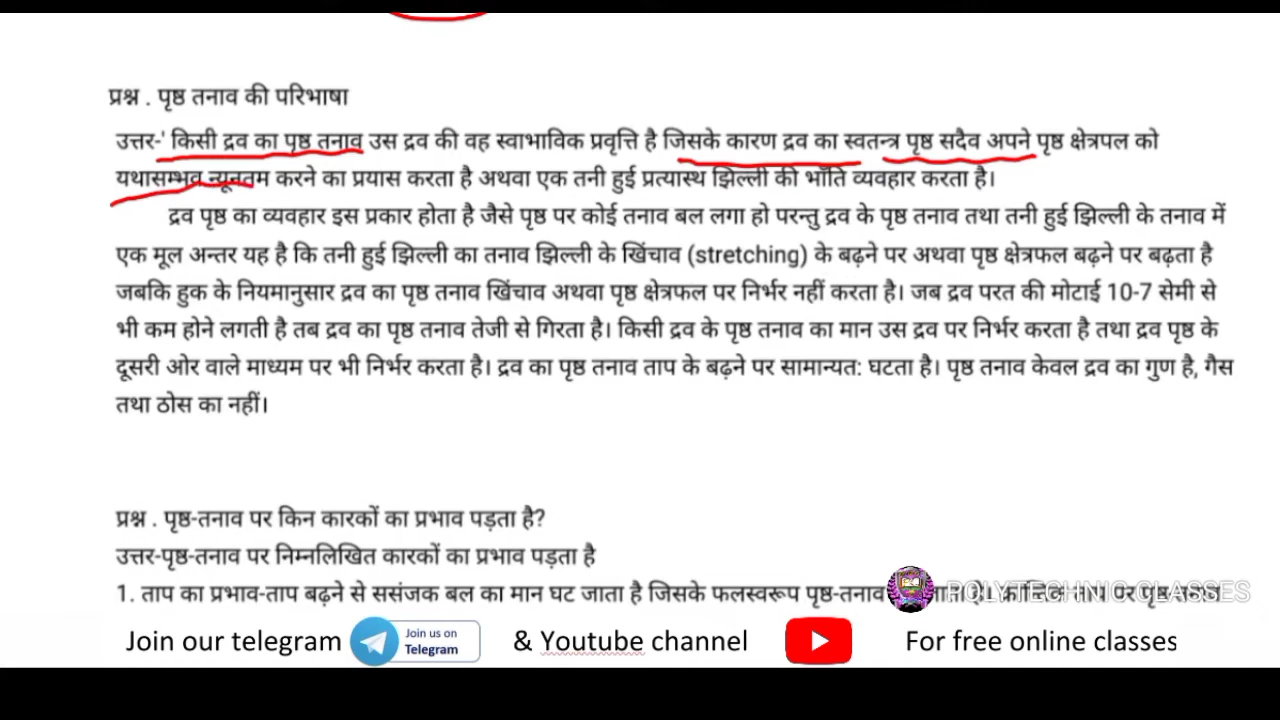 प्रश्न . पृष्ठ तनाव की परिभाषा
उत्तर-' किसी द्रव का पृष्ठ तनाव उस द्रव की वह स्वाभाविक प्रवृत्ति है जिसके कारण द्रव का स्वतन्त्र पृष्ठ सदैव अपने पृष्ठ क्षेत्रपल को
यथासम्भव न्यूनतम करने का प्रयास करता है अथवा एक तनी हुई प्रत्यास्थ झिल्ली की भाँति व्यवहार करता है।
द्रव पृष्ठ का व्यवहार इस प्रकार होता है जैसे पृष्ठ पर कोई तनाव बल लगा हो परन्तु द्रव के पृष्ठ तनाव तथा तनी हुई झिल्ली के तनाव में
एक मूल अन्तर यह है कि तनी हुई झिल्ली का तनाव झिल्ली के खिंचाव (stretching) के बढ़ने पर अथवा पृष्ठ क्षेत्रफल बढ़ने पर बढ़ता है
जबकि हुक के नियमानुसार द्रव का पृष्ठ तनाव खिंचाव अथवा पृष्ठ क्षेत्रफल पर निर्भर नहीं करता है। जब द्रव परत की मोटाई 10-7 सेमी से
भी कम होने लगती है तब द्रव का पृष्ठ तनाव तेजी से गिरता है। किसी द्रव के पृष्ठ तनाव का मान उस द्रव पर निर्भर करता है तथा द्रव पृष्ठ के
दूसरी ओर वाले माध्यम पर भी निर्भर करता है। द्रव का पृष्ठ तनाव ताप के बढ़ने पर सामान्यत: घटता है। पृष्ठ तनाव केवल द्रव का गुण है, गैस
तथा ठोस का नहीं।
प्रश्न . पृष्ठ-तनाव पर किन कारकों का प्रभाव पड़ता है?
उत्तर-पृष्ठ-तनाव पर निम्नलिखित कारकों का प्रभाव पड़ता है
1. ताप का प्रभाव-ताप बढ़ने से ससंजक बल का मान घट जाता है जिसके फलस्वरूप पृष्ठ-तनाव
POLYTECHNIC CLASSES
Join our telegram Join us on Telegram & Youtube channel For free online classes